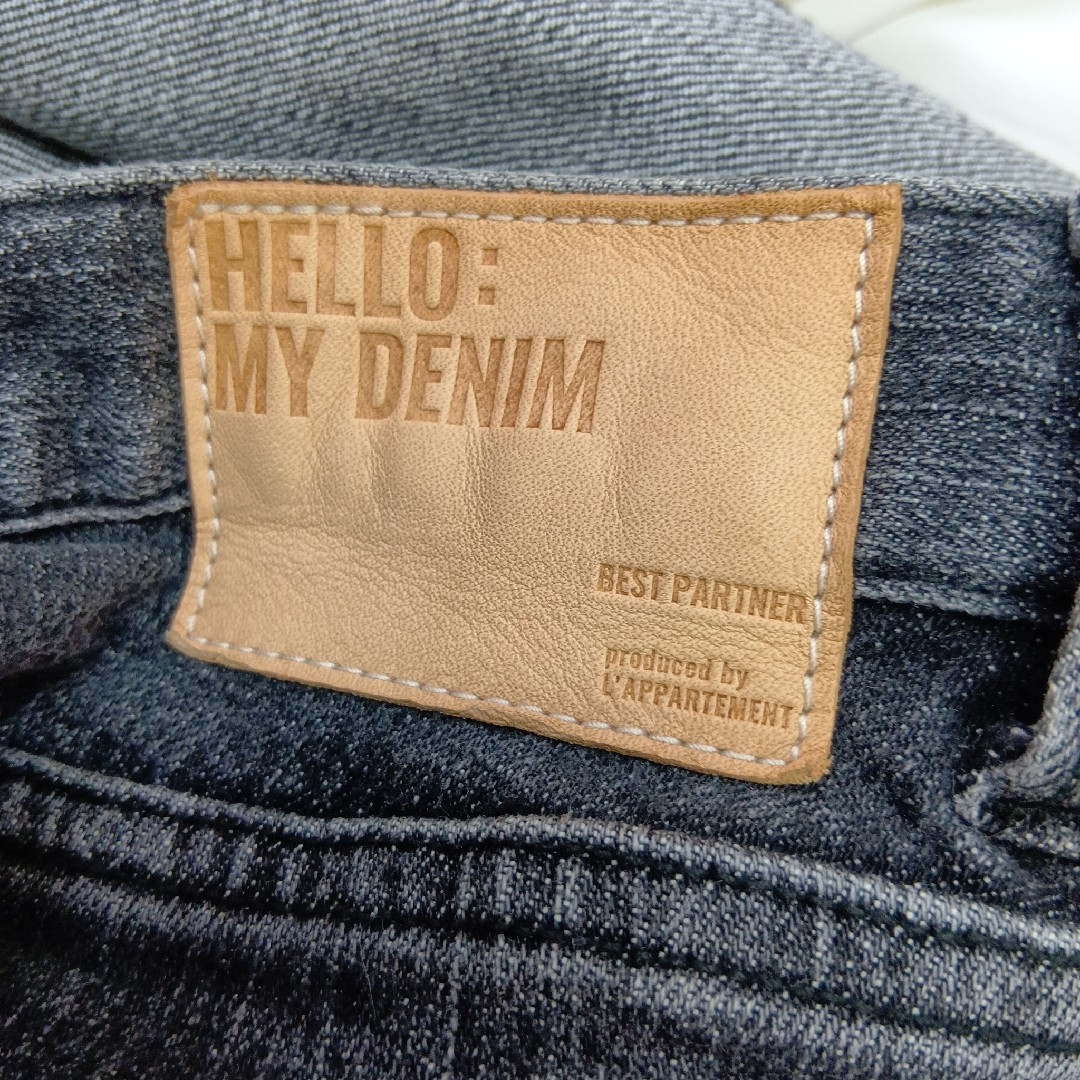 HELLO:
MY DENIM
BEST PARTNER
produced by
L'APPARTEMENT